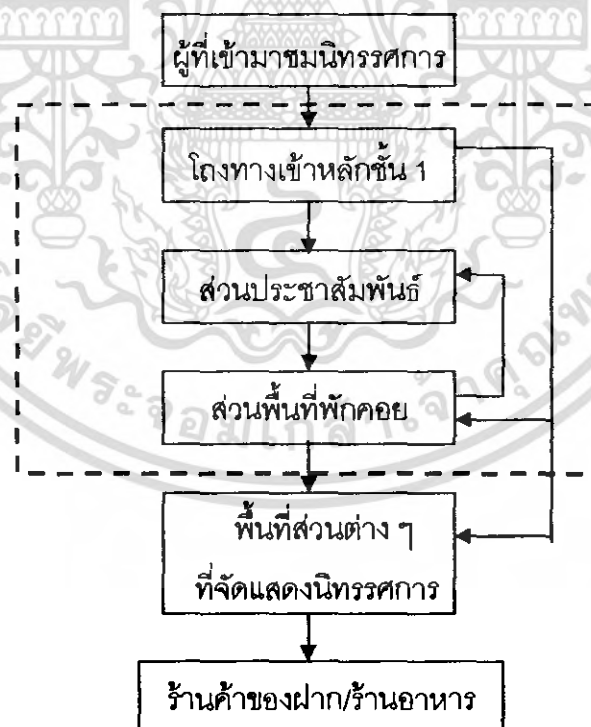 ผู้ที่เข้ามาชมนิทรรศการ
โถงทางเข้าหลักชั้น 1
ส่วนประชาสัมพันธ์
ส่วนพื้นที่พักคอย
พื้นที่ส่วนต่าง ๆ
ที่จัดแสดงนิทรรศการ
ร้านค้าของฝาก/ร้านอาหาร